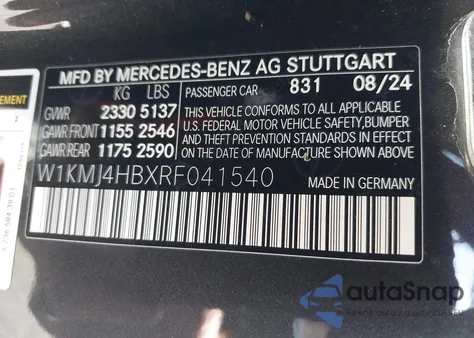 MFD BY MERCEDES-BENZ AG STUTTGART
KG LBS PASSENGER CAR 831 08/24
GVWR 2330 5137
GAWR FRONT 1155 2546
GAWR REAR 1175 2590
THIS VEHICLE CONFORMS TO ALL APPLICABLE
U.S. FEDERAL MOTOR VEHICLE SAFETY,BUMPER
AND THEFT PREVENTION STANDARDS IN EFFECT
ON THE DATE OF MANUFACTURE SHOWN ABOVE.
W1KMJ4HBXRF041540 MADE IN GERMANY
EMENT
autoSnap